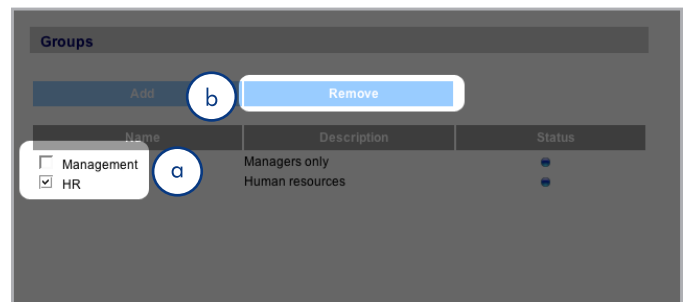 Groups
Add b Remove
Name Description Status
Management Managers only
a
HR Human resources